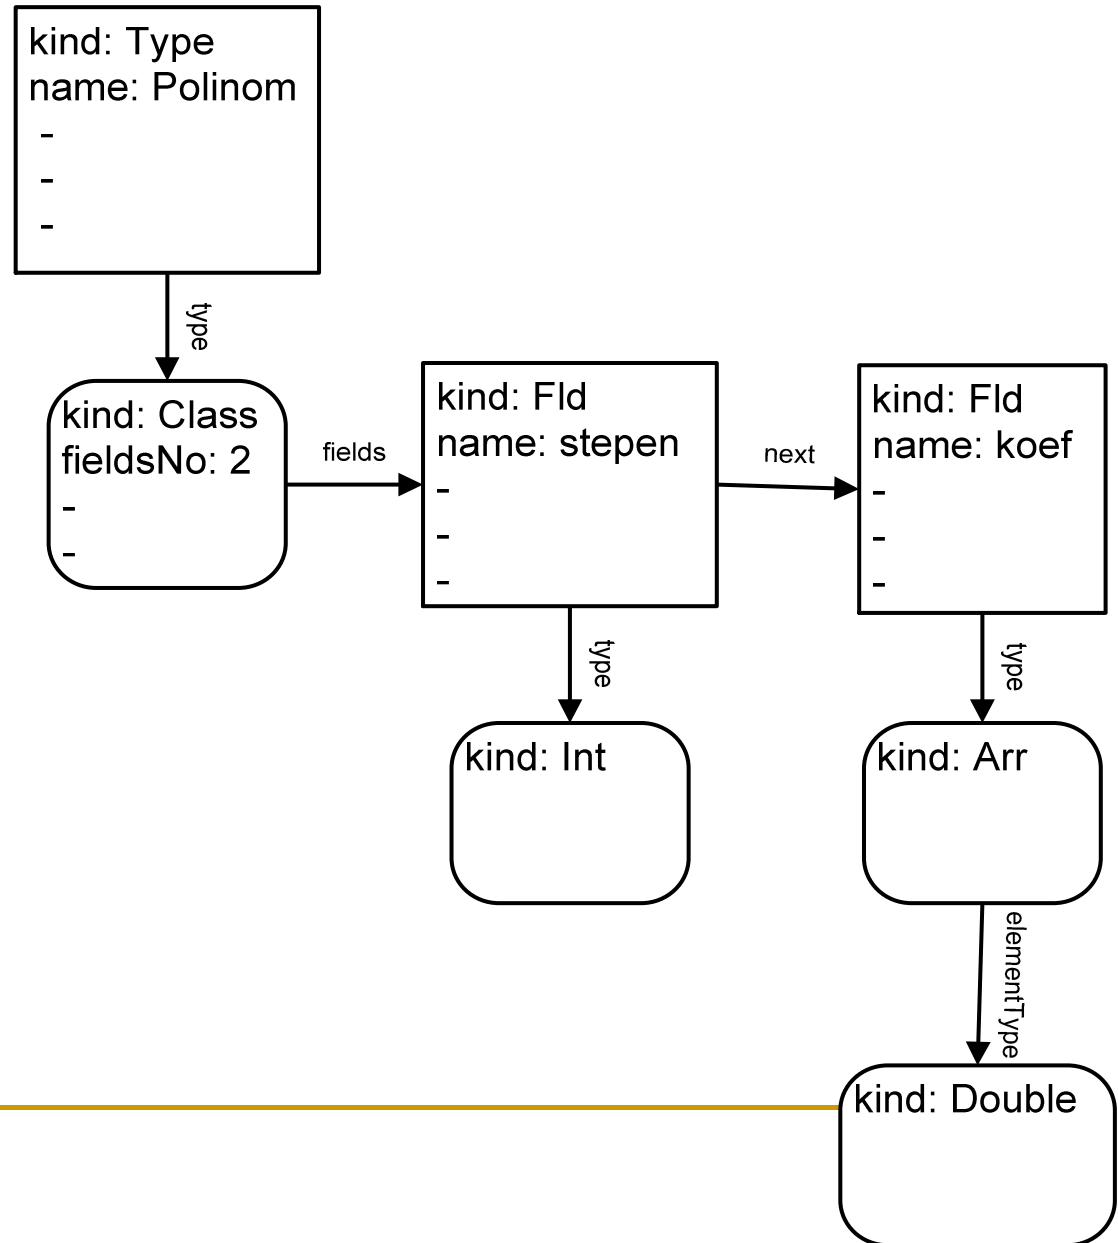 kind: Type
name: Polinom
-
-
-
type
kind: Class
fieldsNo: 2
-
-
fields
kind: Fld
name: stepen
-
-
-
next
kind: Fld
name: koef
-
-
-
type
type
kind: Int
kind: Arr
elementType
kind: Double